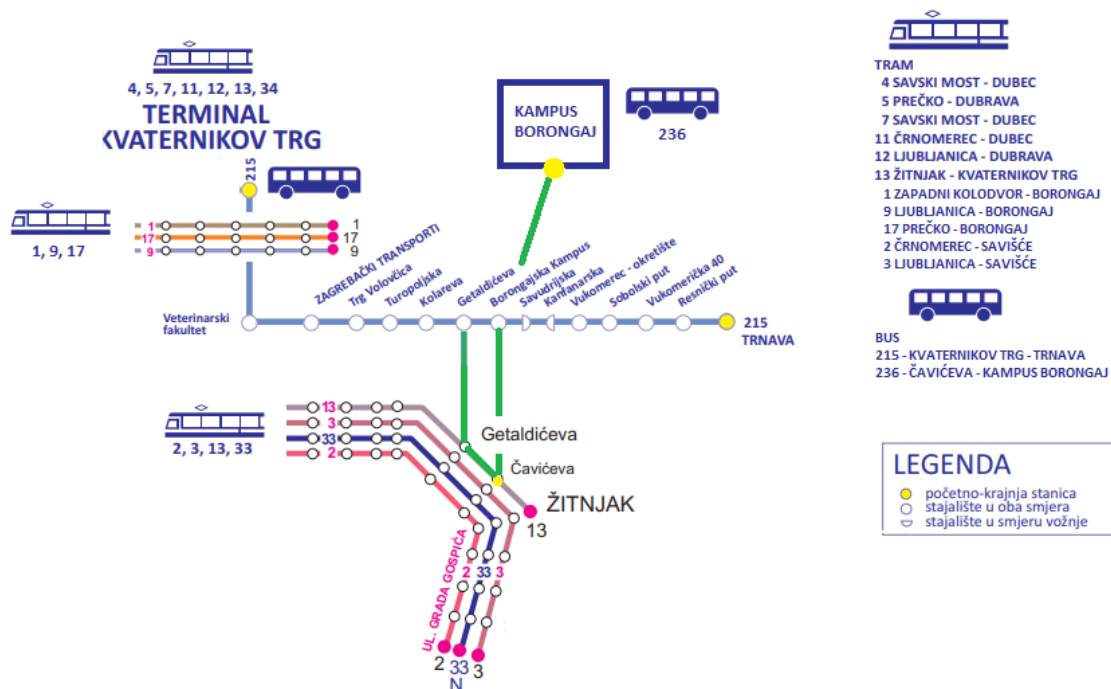 4, 5, 7, 11, 12, 13, 34
TERMINAL
KVATERNIKOV TRG
215
1, 9, 17
1
17
9
1
17
9
KAMPUS
BORONGAJ
236
Veterinarski
fakultet
ZAGREBAČKI TRANSPORTI
Trg Volovčica
Turopoljska
Kolareva
Getaldićeva
Borongajska Kampus
Savudrijska
Kanfanarska
Vukomerec - okretlište
Sobolski put
Vukomerička 40
Resnički put
215
TRNAVA
2, 3, 13, 33
13
3
33
2
Getaldićeva
Čavićeva
ŽITNJAK
13
UL. GRADA GOSPIĆA
2
33
3
2
33
N
3
TRAM
4 SAVSKI MOST - DUBEC
5 PREČKO - DUBRAVA
7 SAVSKI MOST - DUBEC
11 ČRNOMEREC - DUBEC
12 LJUBLJANICA - DUBRAVA
13 ŽITNJAK - KVATERNIKOV TRG
1 ZAPADNI KOLODVOR - BORONGAJ
9 LJUBLJANICA - BORONGAJ
17 PREČKO - BORONGAJ
2 ČRNOMEREC - SAVIŠĆE
3 LJUBLJANICA - SAVIŠĆE
BUS
215 - KVATERNIKOV TRG - TRNAVA
236 - ČAVIĆEVA - KAMPUS BORONGAJ
LEGENDA
početno-krajnja stanica
stajalište u oba smjera
stajalište u smjeru vožnje